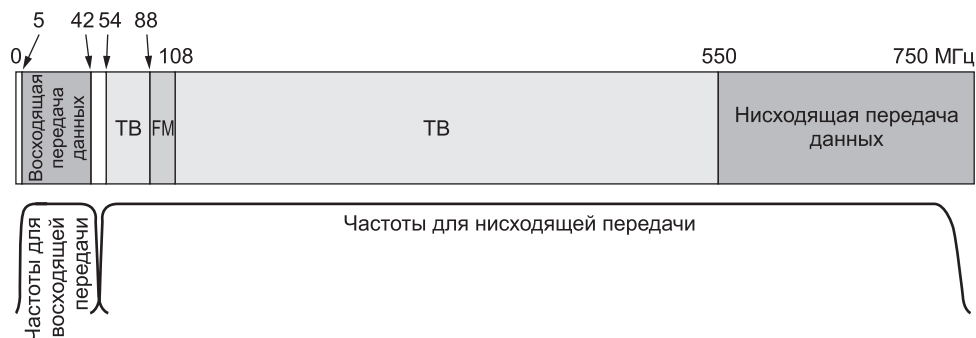 5 42 54 88
0 108 550 750 МГц
Восходящая
передача
данных
ТВ
FM
ТВ
Нисходящая передача
данных
Частоты для
восходящей
передачи
Частоты для нисходящей передачи